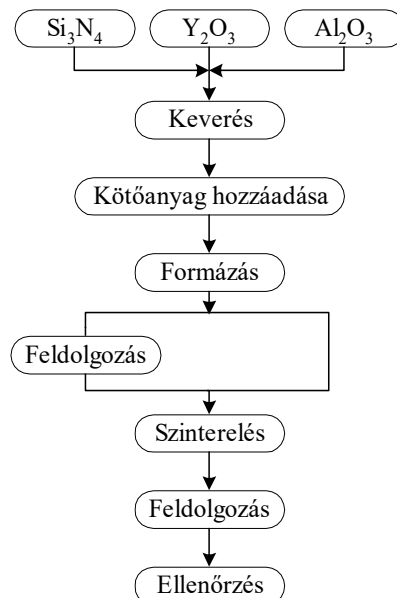 Si₃N₄ Y₂O₃ Al₂O₃
Keverés
Kötőanyag hozzáadása
Formázás
Feldolgozás
Szinterelés
Feldolgozás
Ellenőrzés